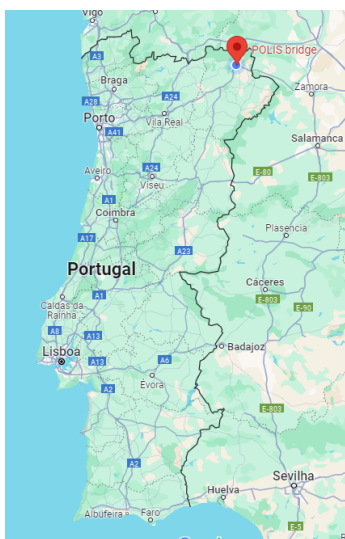 Vigo
POLIS bridge
A3
Braga
Zamora
A28
A24
Porto
Vila Real
A41
Salamanca
Aveiro
A24
E-80
E-803
Viseu
A1
Coimbra
Plasencia
A17
A23
Portugal
Cáceres
A1
E-803
E-90
Caldas da
Rainha
A8
A13
Lisboa
Badajoz
A13
A6
Évora
A2
E-803
A2
Sevilha
Huelva
Albufeira
Faro
E-5